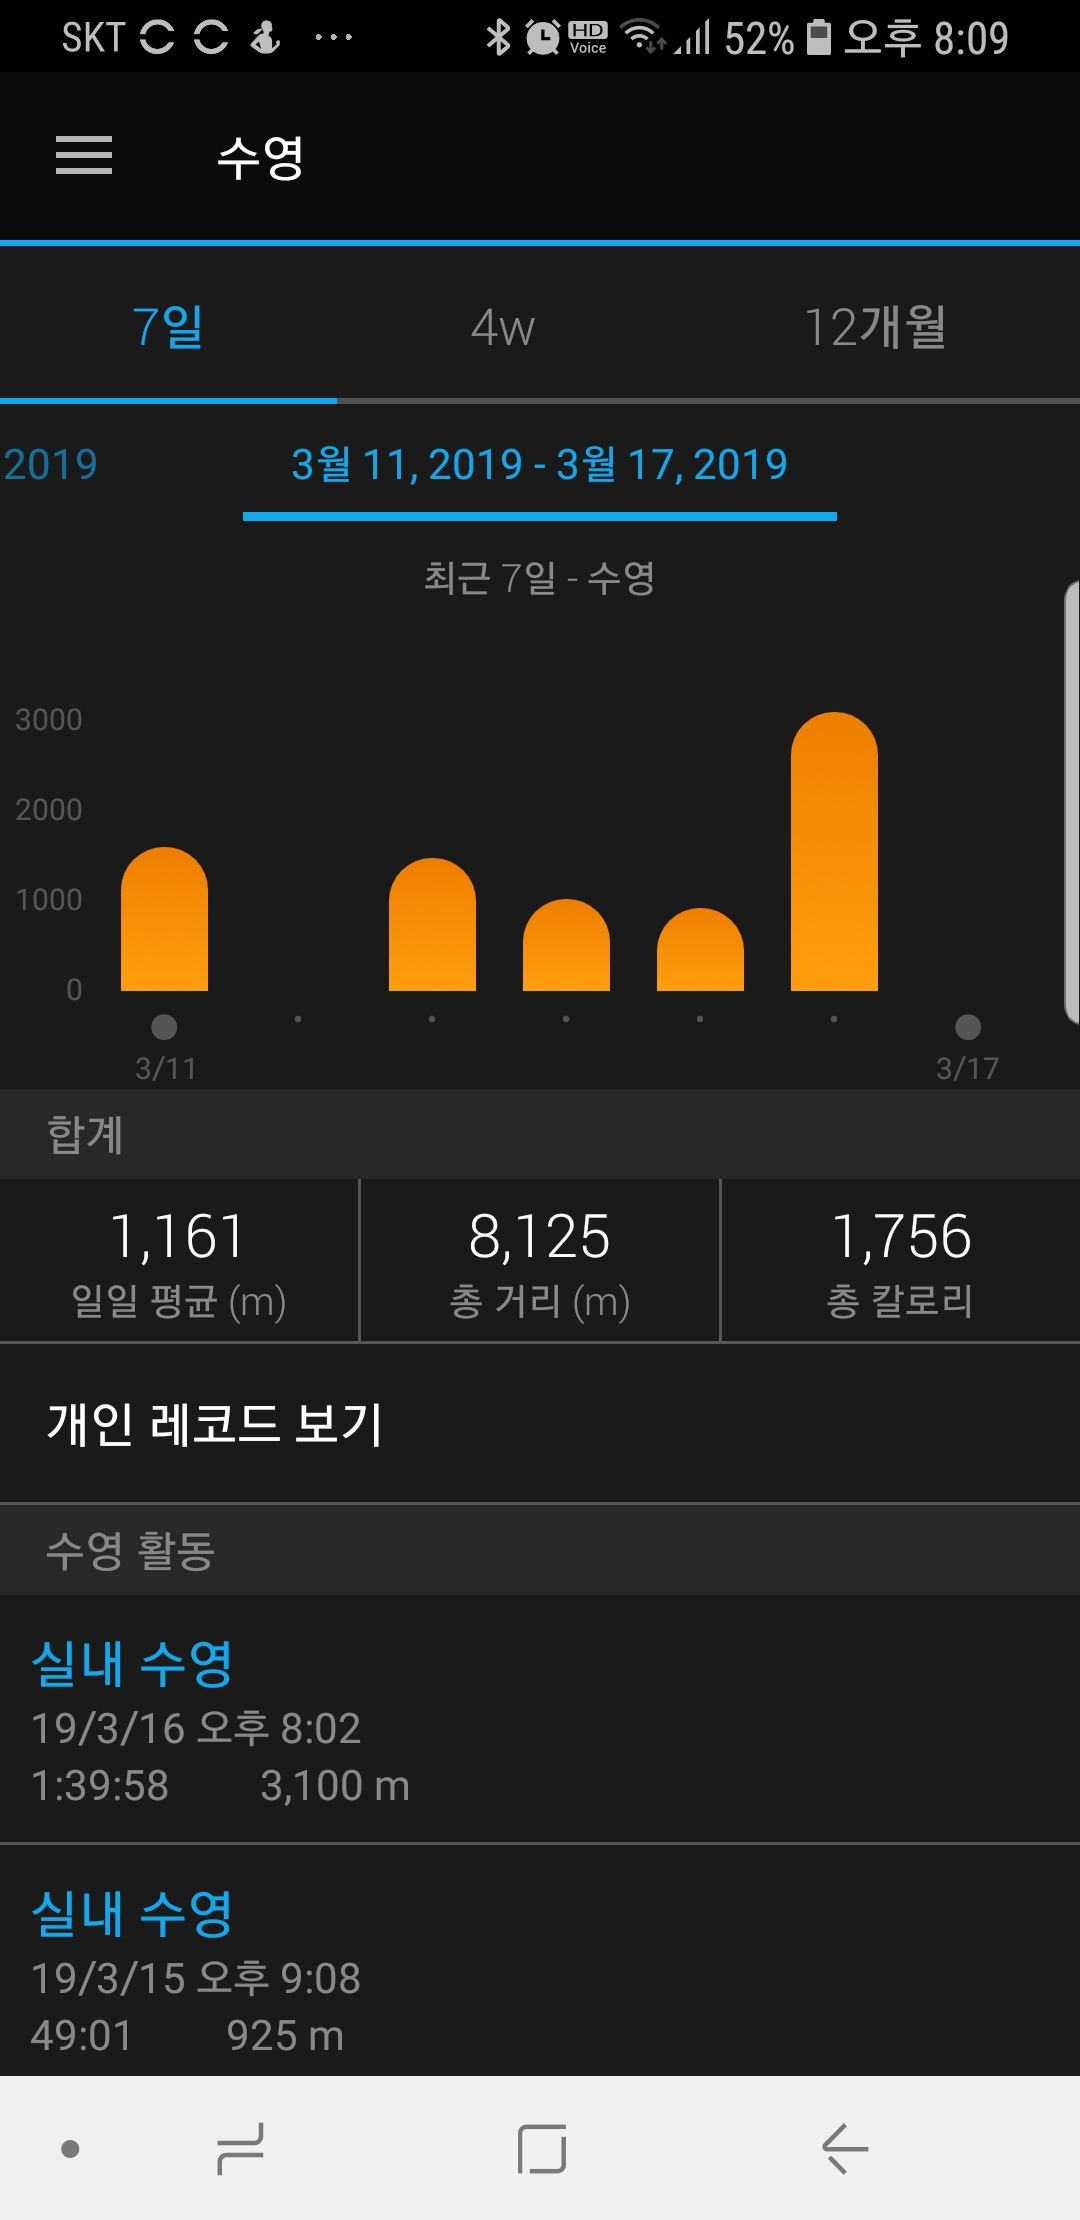 SKT HD Voice 52% 오후 8:09
수영
7일 4w 12개월
2019 3월 11, 2019 - 3월 17, 2019
최근 7일 - 수영
3000
2000
1000
0
3/11 3/17
합계
1,161 8,125 1,756
일일 평균 (m) 총 거리 (m) 총 칼로리
개인 레코드 보기
수영 활동
실내 수영
19/3/16 오후 8:02
1:39:58 3,100 m
실내 수영
19/3/15 오후 9:08
49:01 925 m